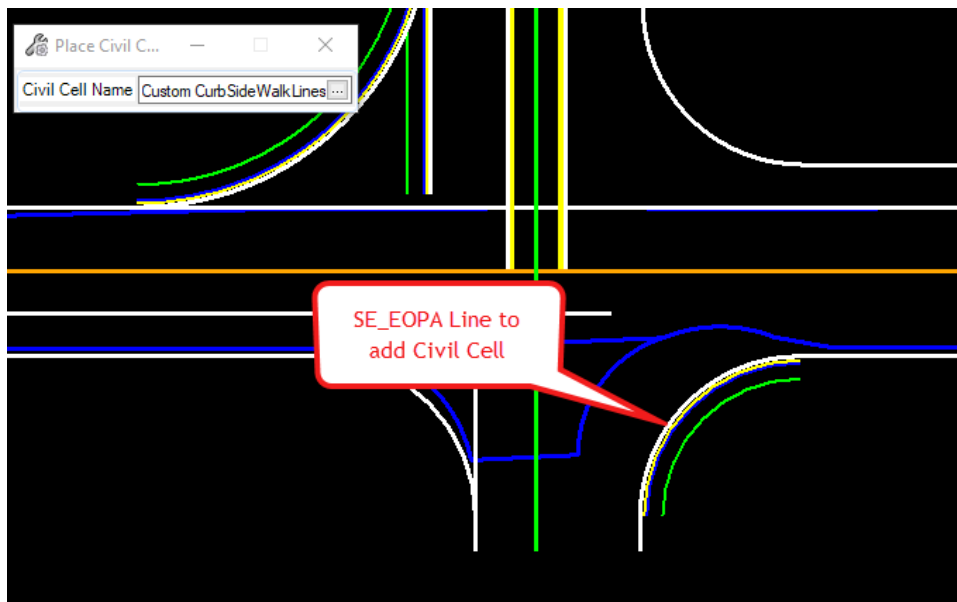 Place Civil C...
Civil Cell Name Custom CurbSideWalkLines ...
SE_EOPA Line to
add Civil Cell